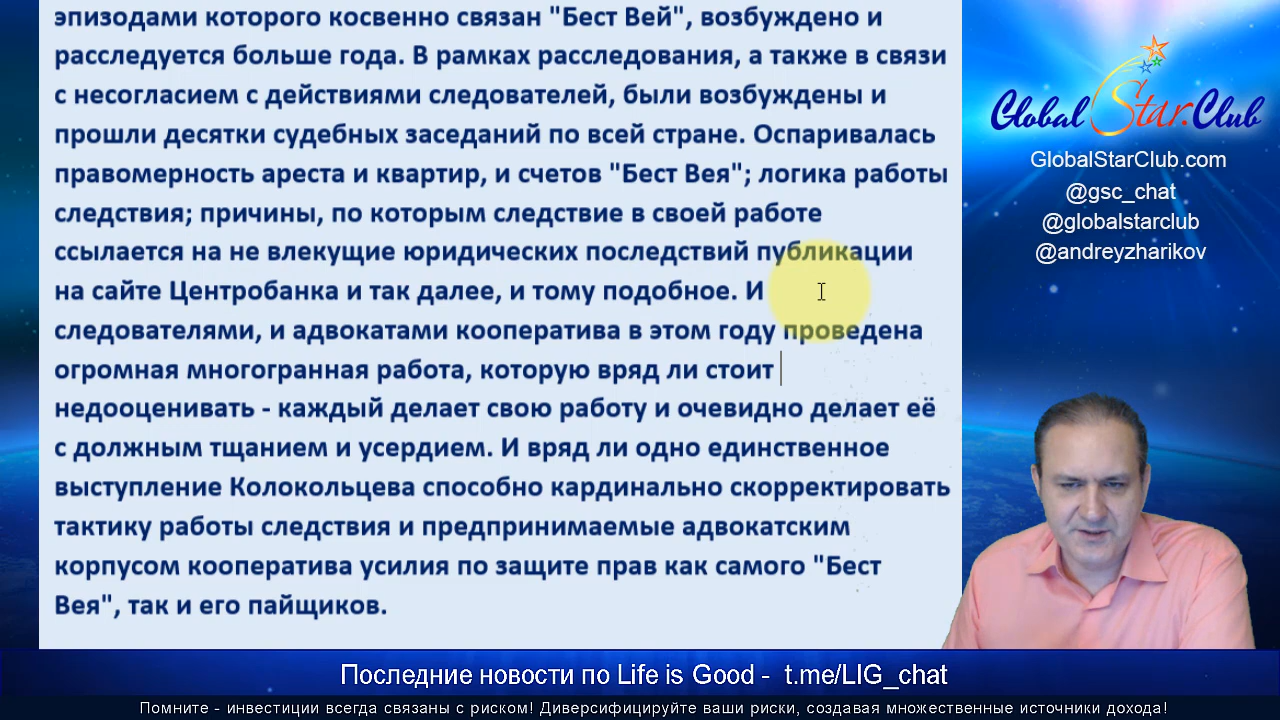 эпизодами которого косвенно связан "Бест Вей", возбуждено и
расследуется больше года. В рамках расследования, а также в связи
с несогласием с действиями следователей, были возбуждены и
прошли десятки судебных заседаний по всей стране. Оспаривалась
правомерность ареста и квартир, и счетов "Бест Вея"; логика работы
следствия; причины, по которым следствие в своей работе
ссылается на не влекущие юридических последствий публикации
на сайте Центробанка и так далее, и тому подобное. И
следователями, и адвокатами кооператива в этом году проведена
огромная многогранная работа, которую вряд ли стоит
недооценивать - каждый делает свою работу и очевидно делает её
с должным тщанием и усердием. И вряд ли одно единственное
выступление Колокольцева способно кардинально скорректировать
тактику работы следствия и предпринимаемые адвокатским
корпусом кооператива усилия по защите прав как самого "Бест
Вея", так и его пайщиков.
Global Star.Club
GlobalStarClub.com
@gsc_chat
@globalstarclub
@andreyzharikov
Последние новости по Life is Good - t.me/LIG_chat
Помните - инвестиции всегда связаны с риском! Диверсифицируйте ваши риски, создавая множественные источники дохода!